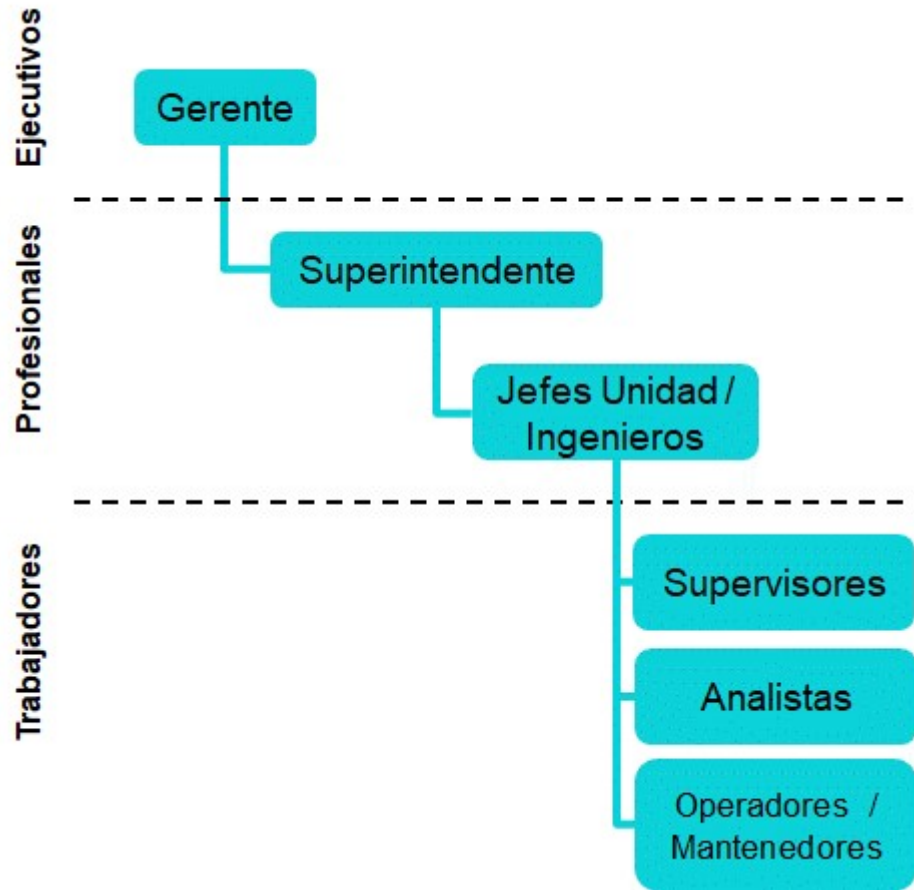 Ejecutivos
Gerente
Profesionales
Superintendente
Jefes Unidad /
Ingenieros
Trabajadores
Supervisores
Analistas
Operadores /
Mantenedores